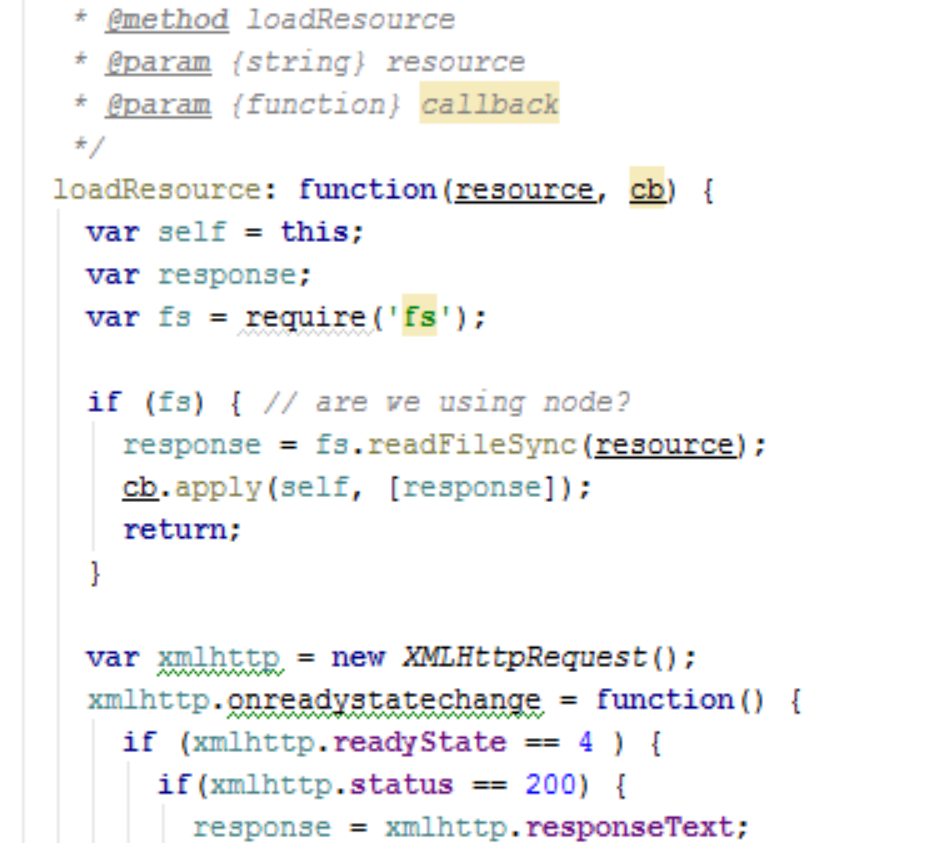 * @method loadResource
* @param {string} resource
* @param {function} callback
*/
loadResource: function(resource, cb) {
var self = this;
var response;
var fs = require('fs');
if (fs) { // are we using node?
response = fs.readFileSync(resource);
cb.apply(self, [response]);
return;
}
var xmlhttp = new XMLHttpRequest();
xmlhttp.onreadystatechange = function() {
if (xmlhttp.readyState == 4 ) {
if(xmlhttp.status == 200) {
response = xmlhttp.responseText;